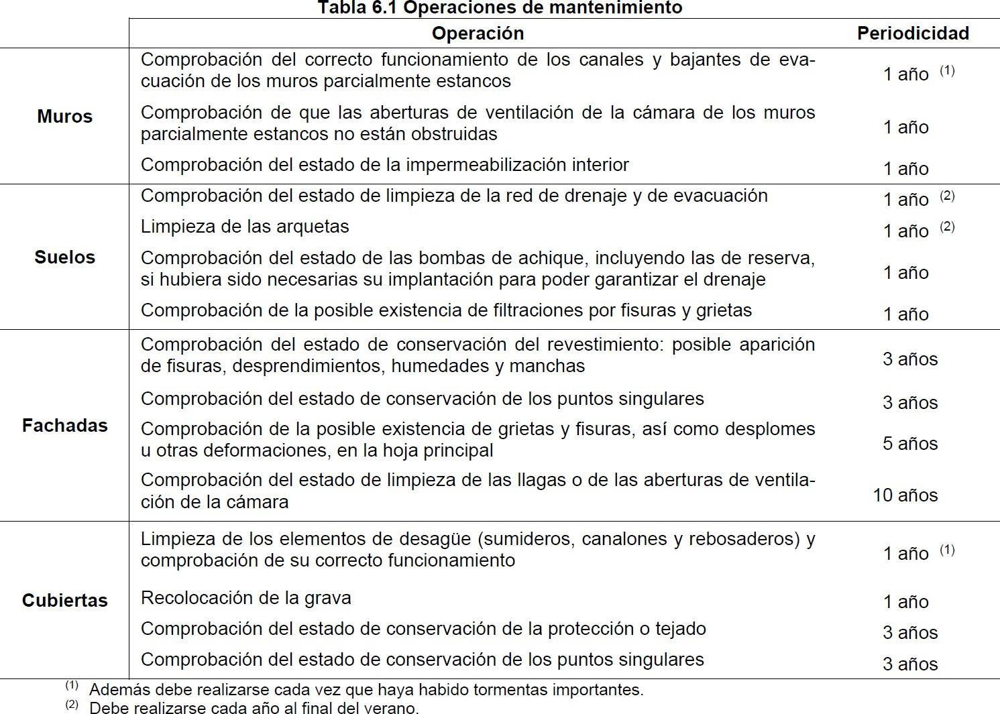 Tabla 6.1 Operaciones de mantenimiento
Operación Periodicidad
Muros
Comprobación del correcto funcionamiento de los canales y bajantes de eva-
cuación de los muros parcialmente estancos
1 año (1)
Comprobación de que las aberturas de ventilación de la cámara de los muros
parcialmente estancos no están obstruidas
1 año
Comprobación del estado de la impermeabilización interior 1 año
Suelos
Comprobación del estado de limpieza de la red de drenaje y de evacuación 1 año (2)
Limpieza de las arquetas 1 año (2)
Comprobación del estado de las bombas de achique, incluyendo las de reserva,
si hubiera sido necesarias su implantación para poder garantizar el drenaje
1 año
Comprobación de la posible existencia de filtraciones por fisuras y grietas 1 año
Fachadas
Comprobación del estado de conservación del revestimiento: posible aparición
de fisuras, desprendimientos, humedades y manchas
3 años
Comprobación del estado de conservación de los puntos singulares 3 años
Comprobación de la posible existencia de grietas y fisuras, así como desplomes
u otras deformaciones, en la hoja principal
5 años
Comprobación del estado de limpieza de las llagas o de las aberturas de ventila-
ción de la cámara
10 años
Cubiertas
Limpieza de los elementos de desagüe (sumideros, canalones y rebosaderos) y
comprobación de su correcto funcionamiento
1 año (1)
Recolocación de la grava 1 año
Comprobación del estado de conservación de la protección o tejado 3 años
Comprobación del estado de conservación de los puntos singulares 3 años
(1) Además debe realizarse cada vez que haya habido tormentas importantes.
(2) Debe realizarse cada año al final del verano.